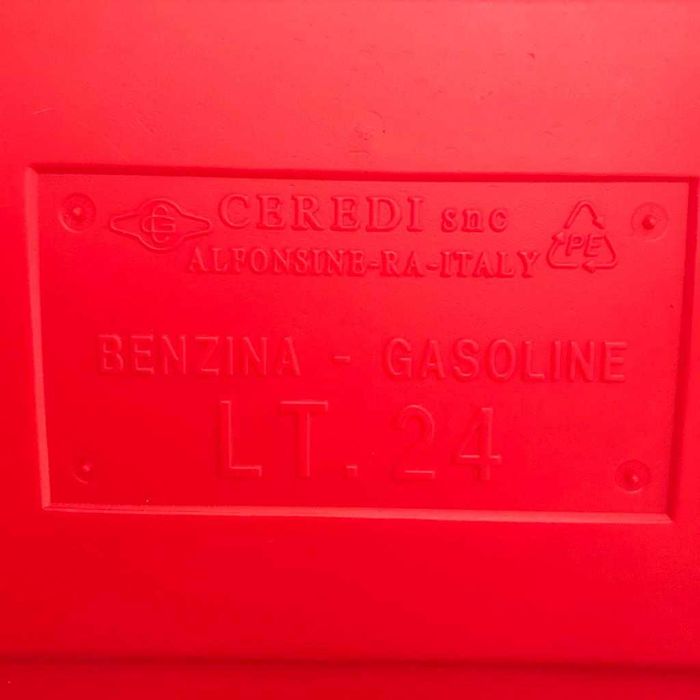 CEREDI snc
ALFONSINE-RA-ITALY
PE
BENZINA - GASOLINE
LT. 24